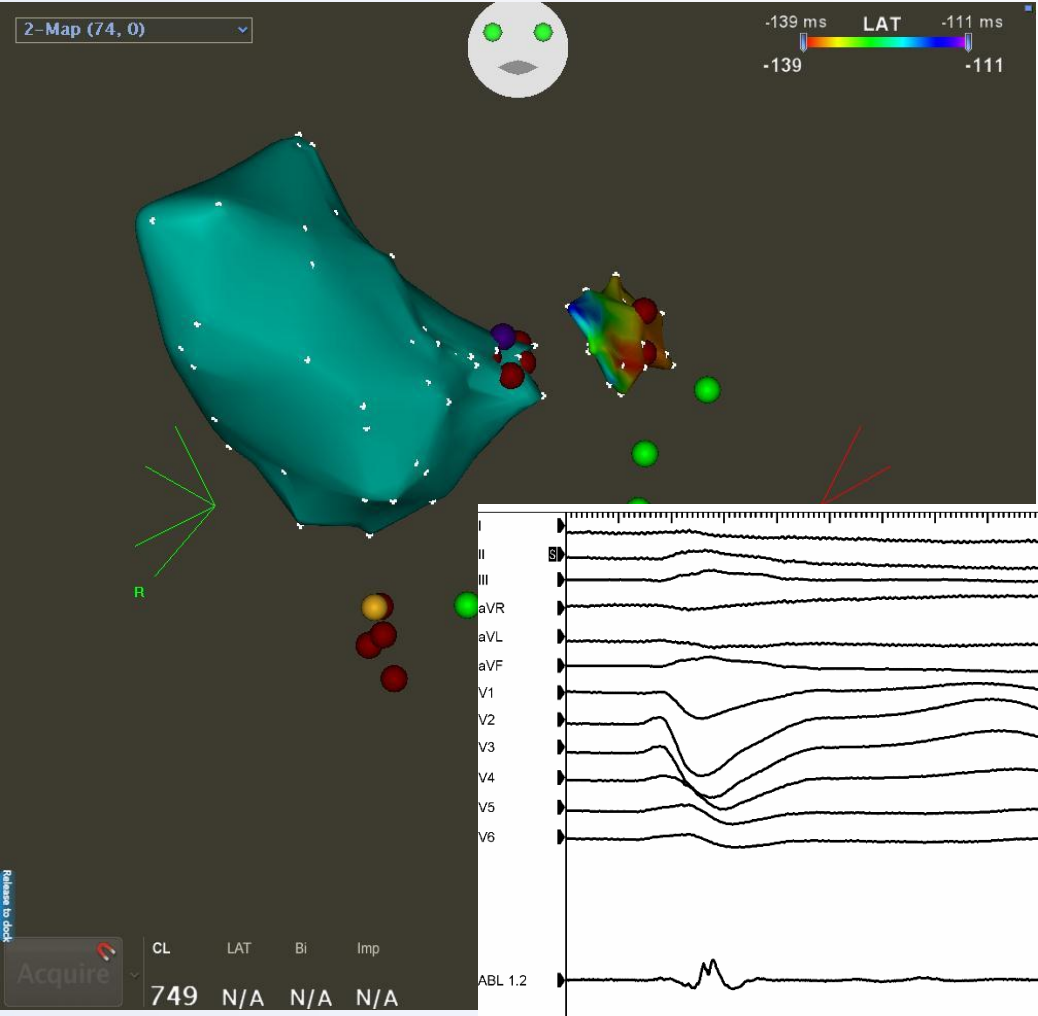 2-Map (74, 0)
-139 ms LAT -111 ms
-139 -111
R
I
II S
III
aVR
aVL
aVF
V1
V2
V3
V4
V5
V6
ABL 1.2
Release to dock
Acquire
CL LAT Bi Imp
749 N/A N/A N/A